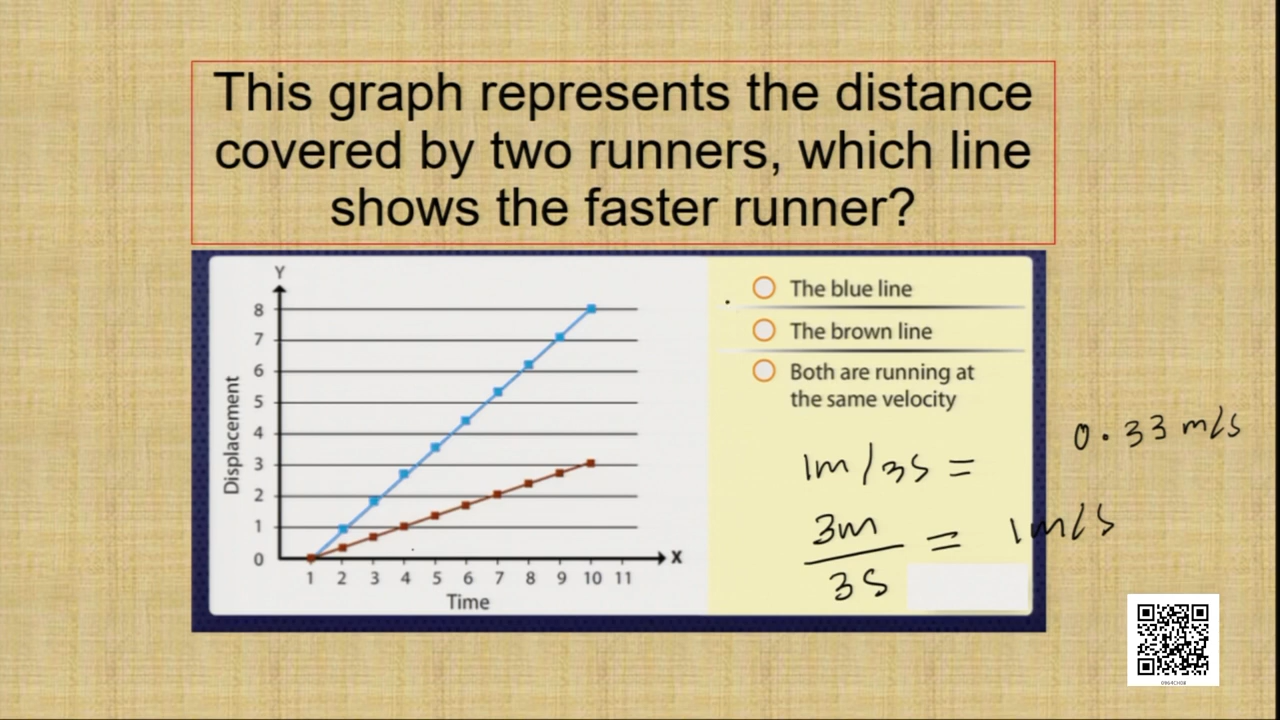 This graph represents the distance
covered by two runners, which line
shows the faster runner?
Y
8
7
6
5
4
3
2
1
0
Displacement
1 2 3 4 5 6 7 8 9 10 11
X
Time
The blue line
The brown line
Both are running at
the same velocity
1m/3s = 0.33 m/s
3m
3s
= 1m/s
0964CH08